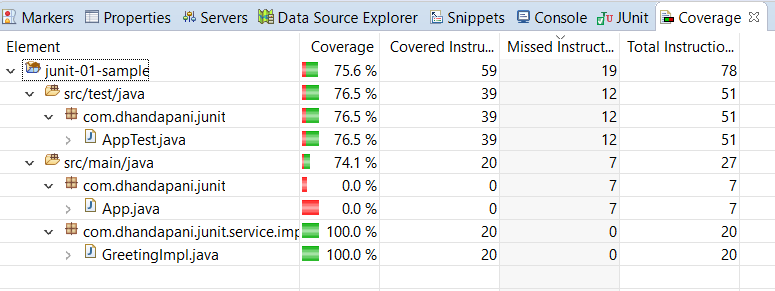 Markers Properties Servers Data Source Explorer Snippets Console JUnit Coverage
Element Coverage Covered Instru... Missed Instruct... Total Instructio...
junit-01-sample 75.6 % 59 19 78
src/test/java 76.5 % 39 12 51
com.dhandapani.junit 76.5 % 39 12 51
AppTest.java 76.5 % 39 12 51
src/main/java 74.1 % 20 7 27
com.dhandapani.junit 0.0 % 0 7 7
App.java 0.0 % 0 7 7
com.dhandapani.junit.service.imp 100.0 % 20 0 20
GreetingImpl.java 100.0 % 20 0 20